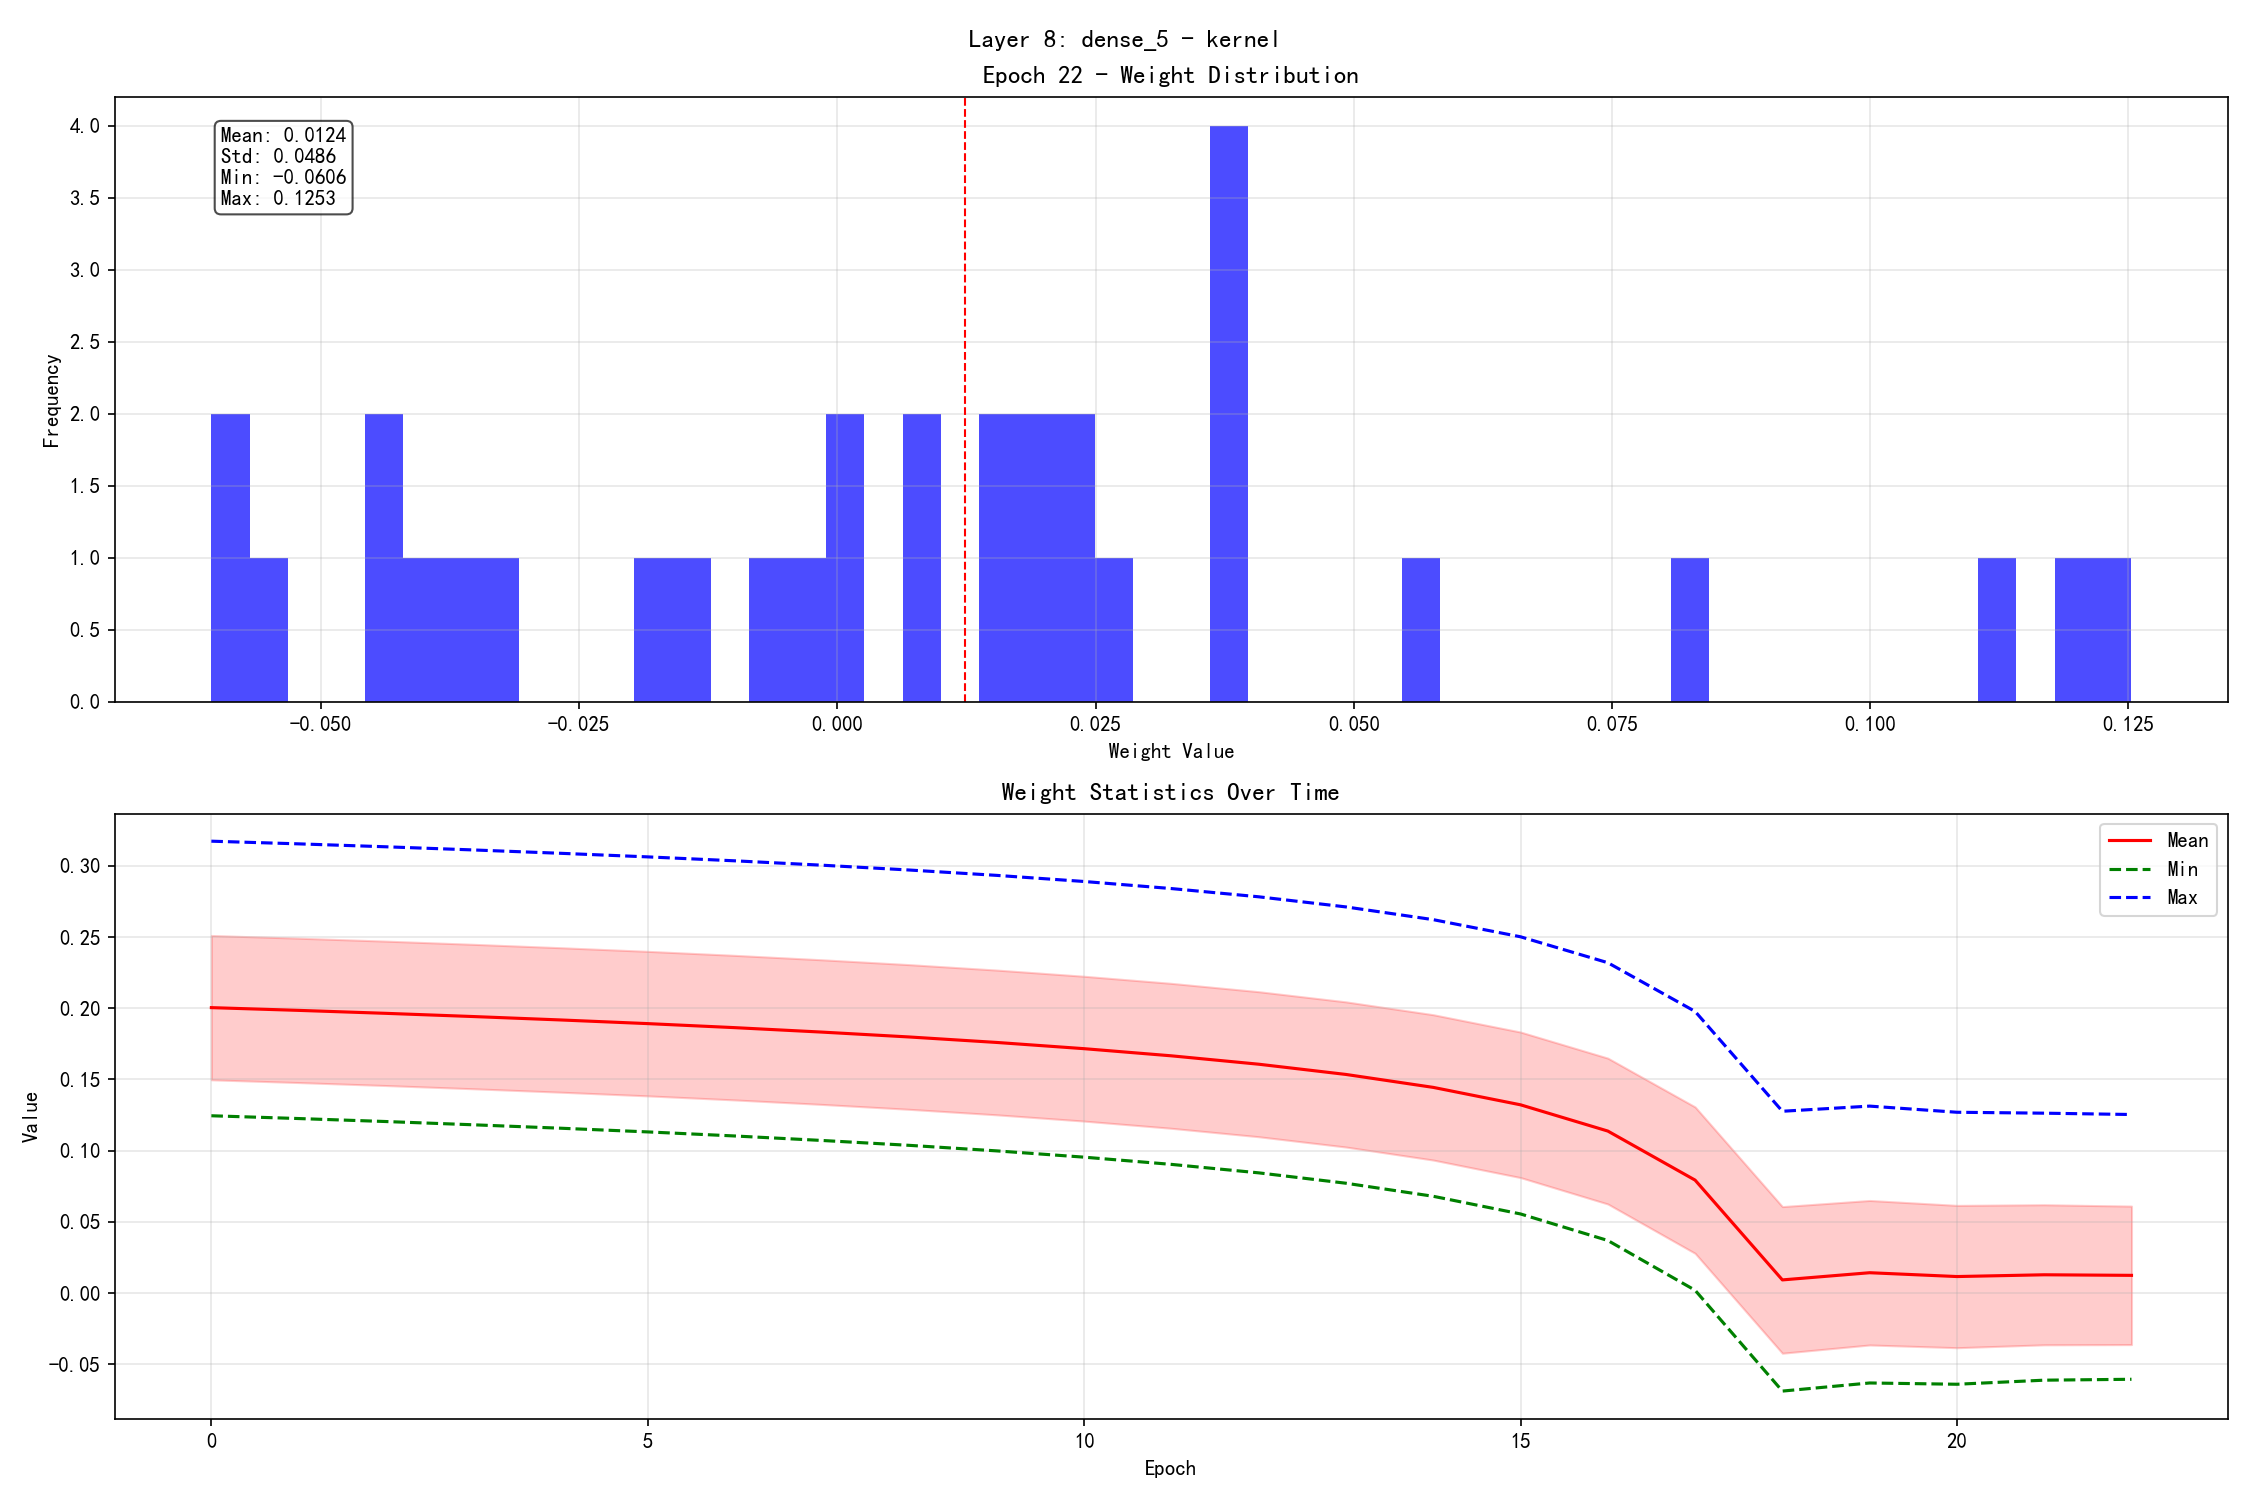 Layer 8: dense_5 - kernel
Epoch 22 - Weight Distribution
Mean: 0.0124
Std: 0.0486
Min: -0.0606
Max: 0.1253
4.0
3.5
3.0
2.5
2.0
1.5
1.0
0.5
0.0
Frequency
-0.050
-0.025
0.000
0.025
0.050
0.075
0.100
0.125
Weight Value
Weight Statistics Over Time
Mean
Min
Max
0.30
0.25
0.20
0.15
0.10
0.05
0.00
-0.05
Value
0
5
10
15
20
Epoch